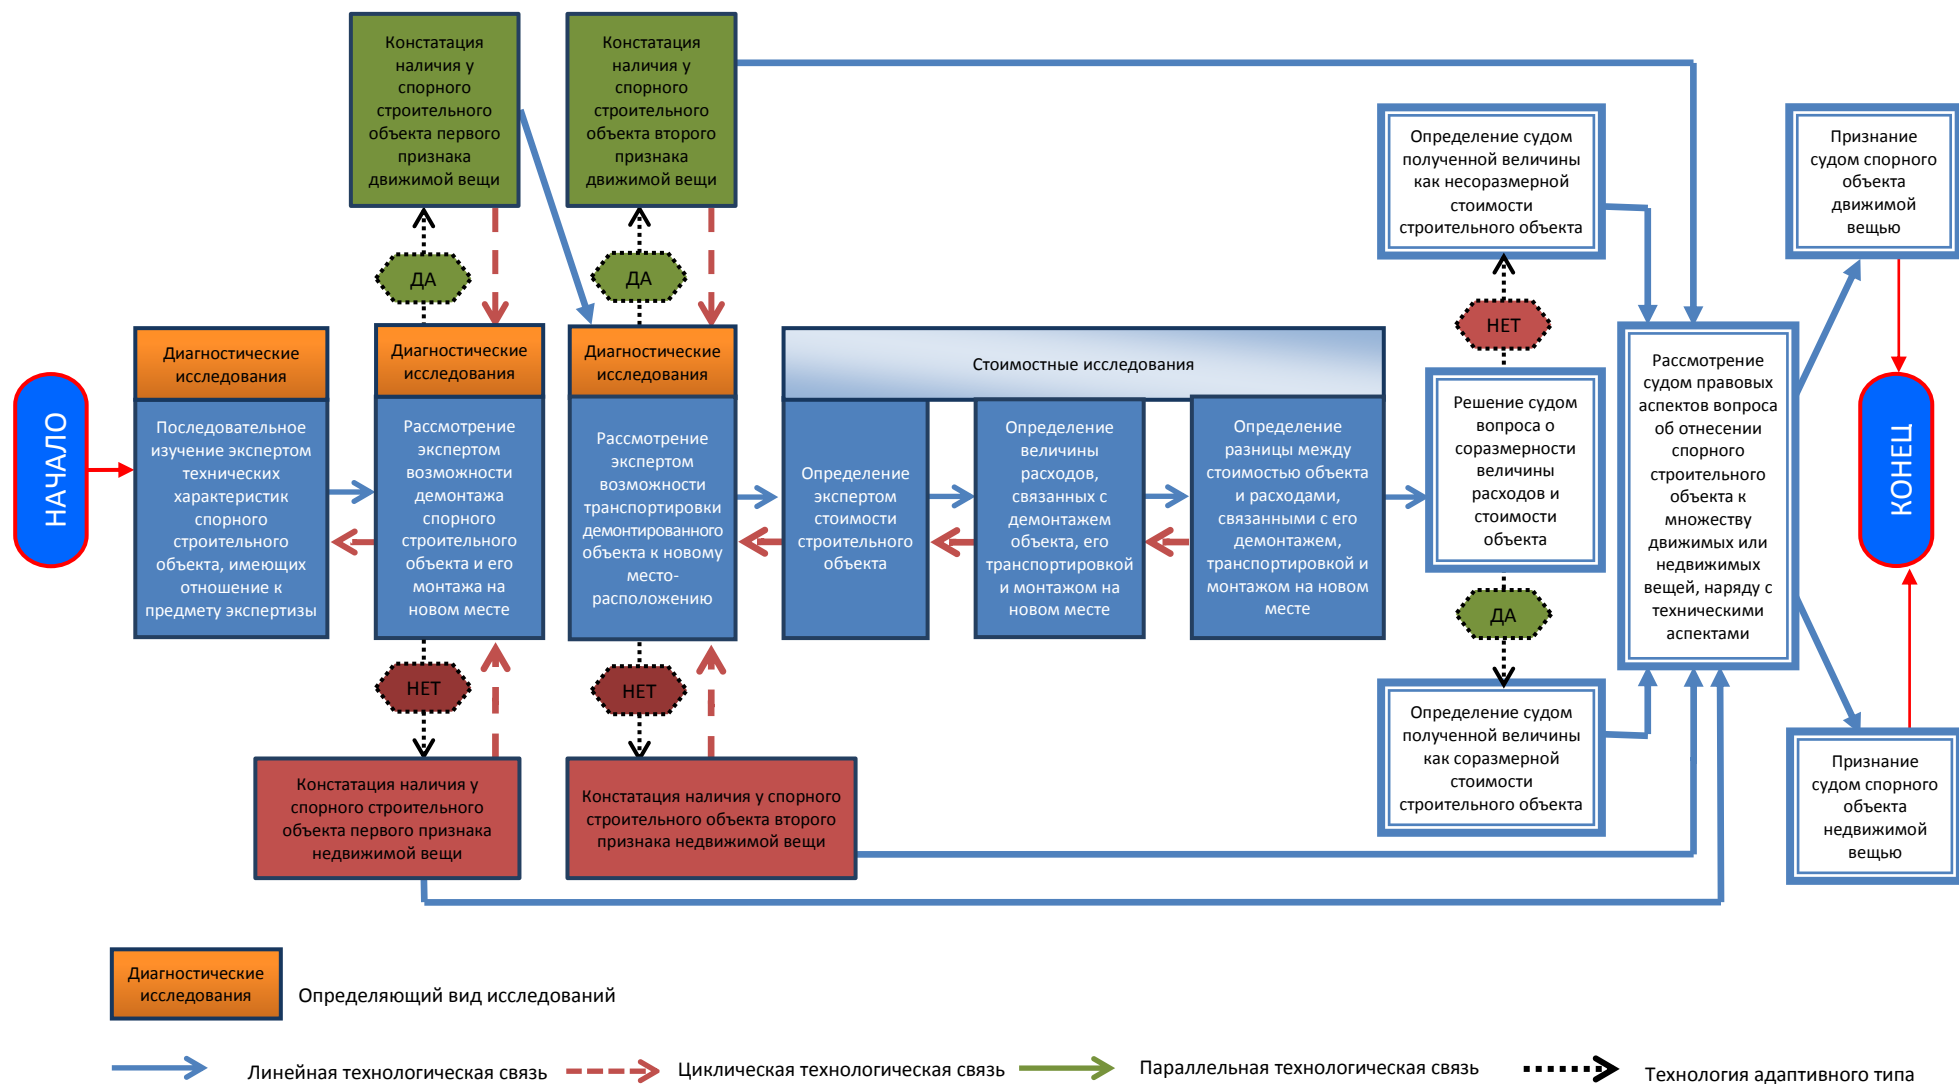 НАЧАЛО
Диагностические
исследования
Последовательное
изучение экспертом
технических
характеристик
спорного
строительного
объекта, имеющих
отношение к
предмету экспертизы
Констатация
наличия у
спорного
строительного
объекта первого
признака
движимой вещи
ДА
Диагностические
исследования
Рассмотрение
экспертом
возможности
демонтажа
спорного
строительного
объекта и его
монтажа на
новом месте
НЕТ
Констатация наличия у
спорного строительного
объекта первого признака
недвижимой вещи
Констатация
наличия у
спорного
строительного
объекта второго
признака
движимой вещи
ДА
Диагностические
исследования
Рассмотрение
экспертом
возможности
транспортировки
демонтированного
объекта к новому
место-
расположению
НЕТ
Констатация наличия у спорного
строительного объекта второго
признака недвижимой вещи
Стоимостные исследования
Определение
экспертом
стоимости
строительного
объекта
Определение
величины
расходов,
связанных с
демонтажем
объекта, его
транспортировкой
и монтажом на
новом месте
Определение
разницы между
стоимостью объекта
и расходами,
связанными с его
демонтажем,
транспортировкой и
монтажом на новом
месте
Определение судом
полученной величины
как несоразмерной
стоимости
строительного объекта
НЕТ
Решение судом
вопроса о
соразмерности
величины
расходов и
стоимости
объекта
ДА
Определение судом
полученной величины
как соразмерной
стоимости
строительного объекта
Рассмотрение
судом правовых
аспектов вопроса
об отнесении
спорного
строительного
объекта к
множеству
движимых или
недвижимых
вещей, наряду с
техническими
аспектами
Признание
судом спорного
объекта
движимой
вещью
КОНЕЦ
Признание
судом спорного
объекта
недвижимой
вещью
Диагностические
исследования
Определяющий вид исследований
Линейная технологическая связь
Циклическая технологическая связь
Параллельная технологическая связь
Технология адаптивного типа